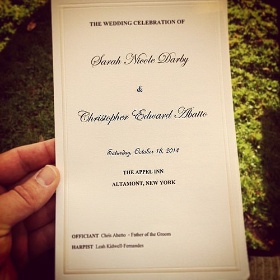 THE WEDDING CELEBRATION OF
Sarah Nicole Darby
&
Christopher Edward Abatto
Saturday, October 18, 2014
THE APPEL INN
ALTAMONT, NEW YORK
OFFICIANT Chris Abatto - Father of the Groom
HARPIST Leah Kidwell-Fernandes